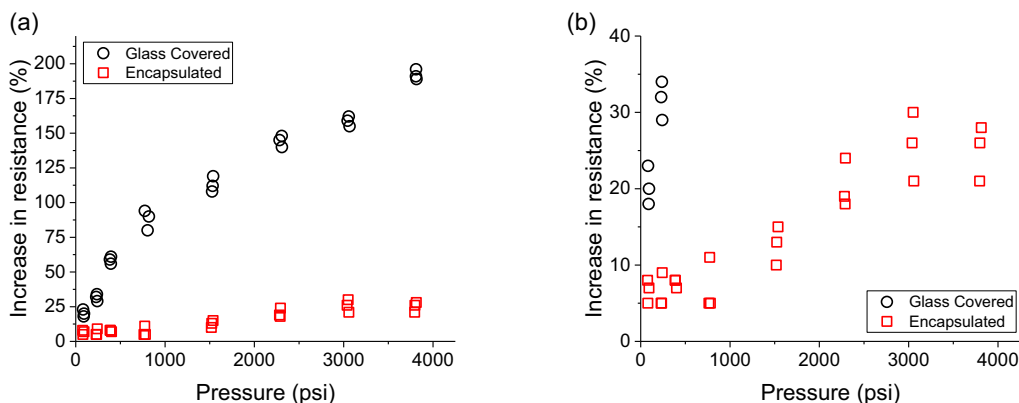 (a)
Increase in resistance (%)
200
175
150
125
100
75
50
25
0
Glass Covered
Encapsulated
0 1000 2000 3000 4000
Pressure (psi)
(b)
Increase in resistance (%)
40
30
20
10
0
Glass Covered
Encapsulated
0 1000 2000 3000 4000
Pressure (psi)